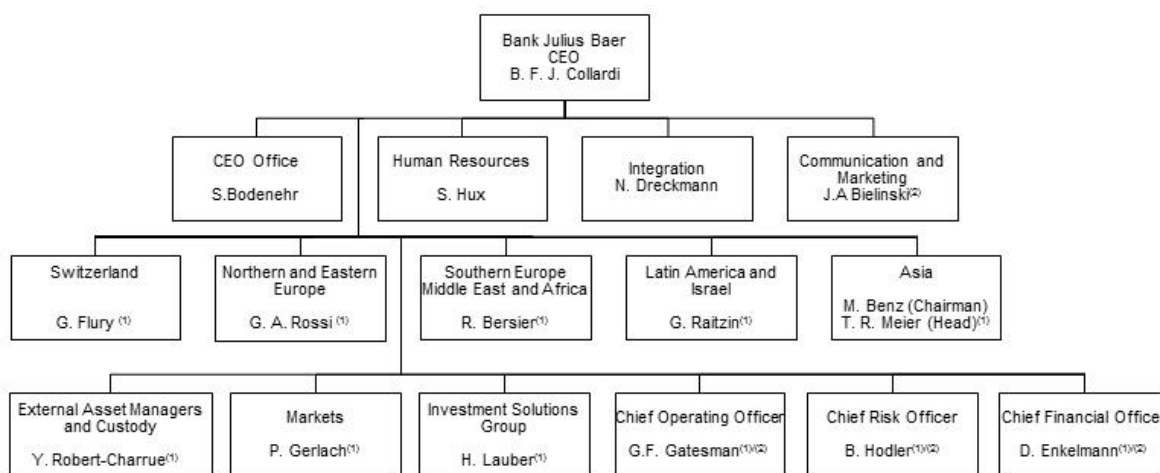 Bank Julius Baer
CEO
B. F. J. Collardi
CEO Office
S.Bodenehr
Human Resources
S. Hux
Integration
N. Dreckmann
Communication and
Marketing
J.A Bielinski(2)
Switzerland
G. Flury (1)
Northern and Eastern
Europe
G. A. Rossi (1)
Southern Europe
Middle East and Africa
R. Bersier(1)
Latin America and
Israel
G. Raitzin(1)
Asia
M. Benz (Chairman)
T. R. Meier (Head)(1)
External Asset Managers
and Custody
Y. Robert-Charrue(1)
Markets
P. Gerlach(1)
Investment Solutions
Group
H. Lauber(1)
Chief Operating Officer
G.F. Gatesman(1)/(2)
Chief Risk Officer
B. Hodler(1)/(2)
Chief Financial Office
D. Enkelmann(1)/(2)